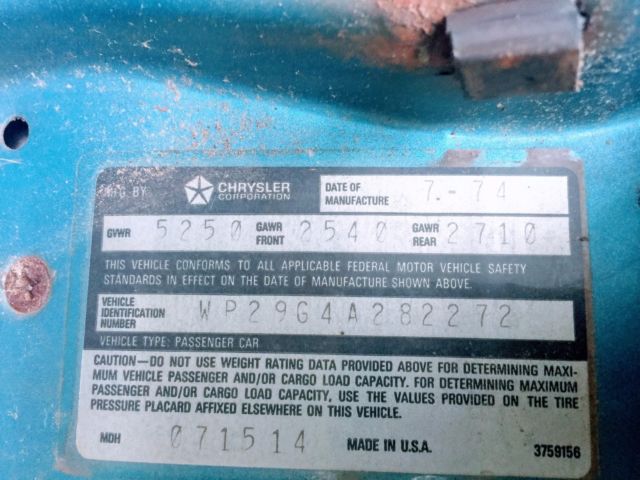 MFG BY CHRYSLER CORPORATION DATE OF MANUFACTURE 7-74
GVWR 5250 GAWR FRONT 2540 GAWR REAR 2710
THIS VEHICLE CONFORMS TO ALL APPLICABLE FEDERAL MOTOR VEHICLE SAFETY
STANDARDS IN EFFECT ON THE DATE OF MANUFACTURE SHOWN ABOVE.
VEHICLE IDENTIFICATION NUMBER WP29G4A282272
VEHICLE TYPE: PASSENGER CAR
CAUTION—DO NOT USE WEIGHT RATING DATA PROVIDED ABOVE FOR DETERMINING MAXI-
MUM VEHICLE PASSENGER AND/OR CARGO LOAD CAPACITY. FOR DETERMINING MAXIMUM
PASSENGER AND/OR CARGO LOAD CAPACITY, USE THE VALUES PROVIDED ON THE TIRE
PRESSURE PLACARD AFFIXED ELSEWHERE ON THIS VEHICLE.
MDH 071514 MADE IN U.S.A. 3759156